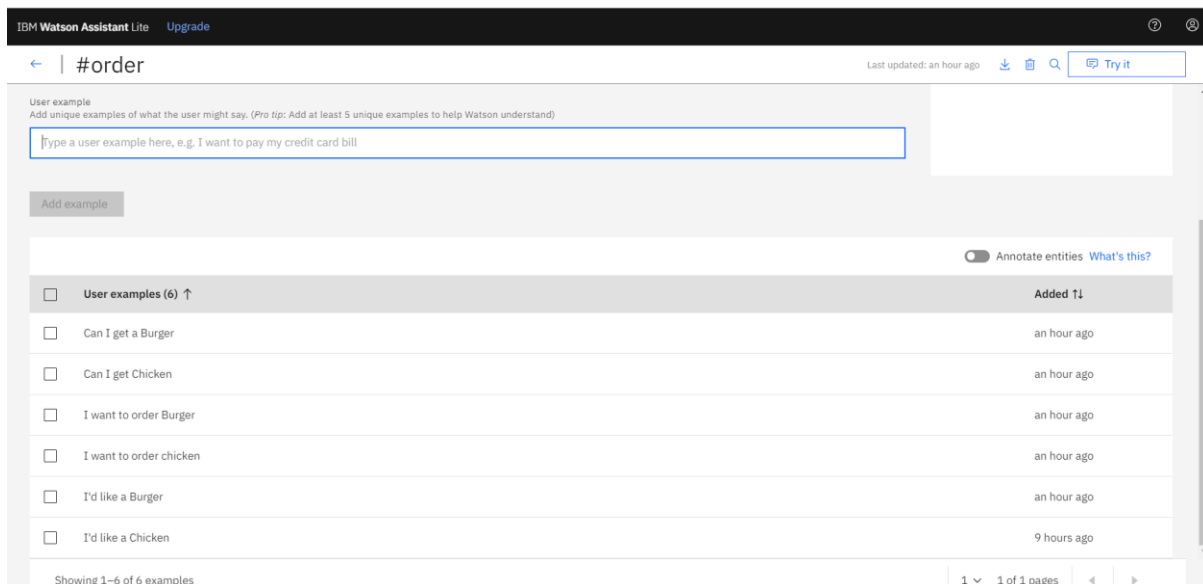 IBM Watson Assistant Lite Upgrade
#order Last updated: an hour ago Try it
User example
Add unique examples of what the user might say. (Pro tip: Add at least 5 unique examples to help Watson understand)
Type a user example here, e.g. I want to pay my credit card bill
Add example
Annotate entities What's this?
User examples (6) ↑ Added ↑↓
Can I get a Burger an hour ago
Can I get Chicken an hour ago
I want to order Burger an hour ago
I want to order chicken an hour ago
I'd like a Burger an hour ago
I'd like a Chicken 9 hours ago
Showing 1–6 of 6 examples 1 1 of 1 pages